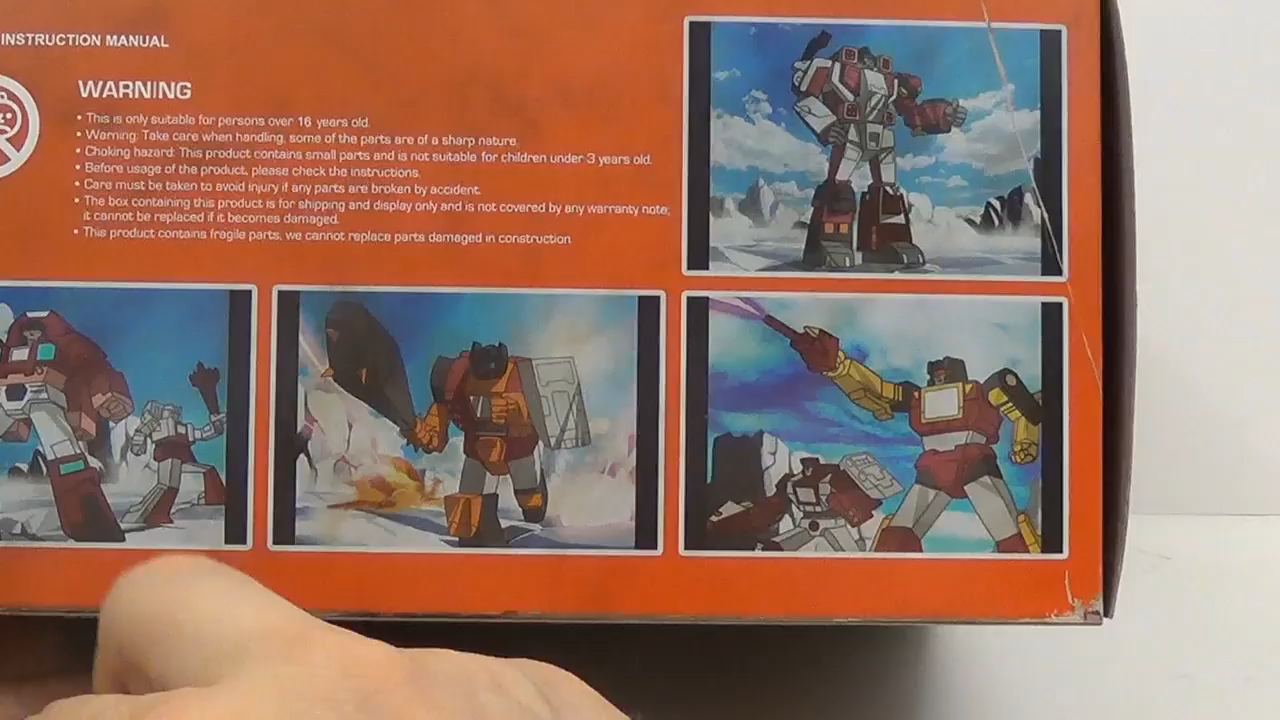 INSTRUCTION MANUAL
WARNING
• This is only suitable for persons over 16 years old.
• Warning: Take care when handling, some of the parts are of a sharp nature.
• Choking hazard: This product contains small parts and is not suitable for children under 3 years old.
• Before usage of the product, please check the instructions.
• Care must be taken to avoid injury if any parts are broken by accident.
• The box containing this product is for shipping and display only and is not covered by any warranty note;
it cannot be replaced if it becomes damaged.
• This product contains fragile parts, we cannot replace parts damaged in construction.